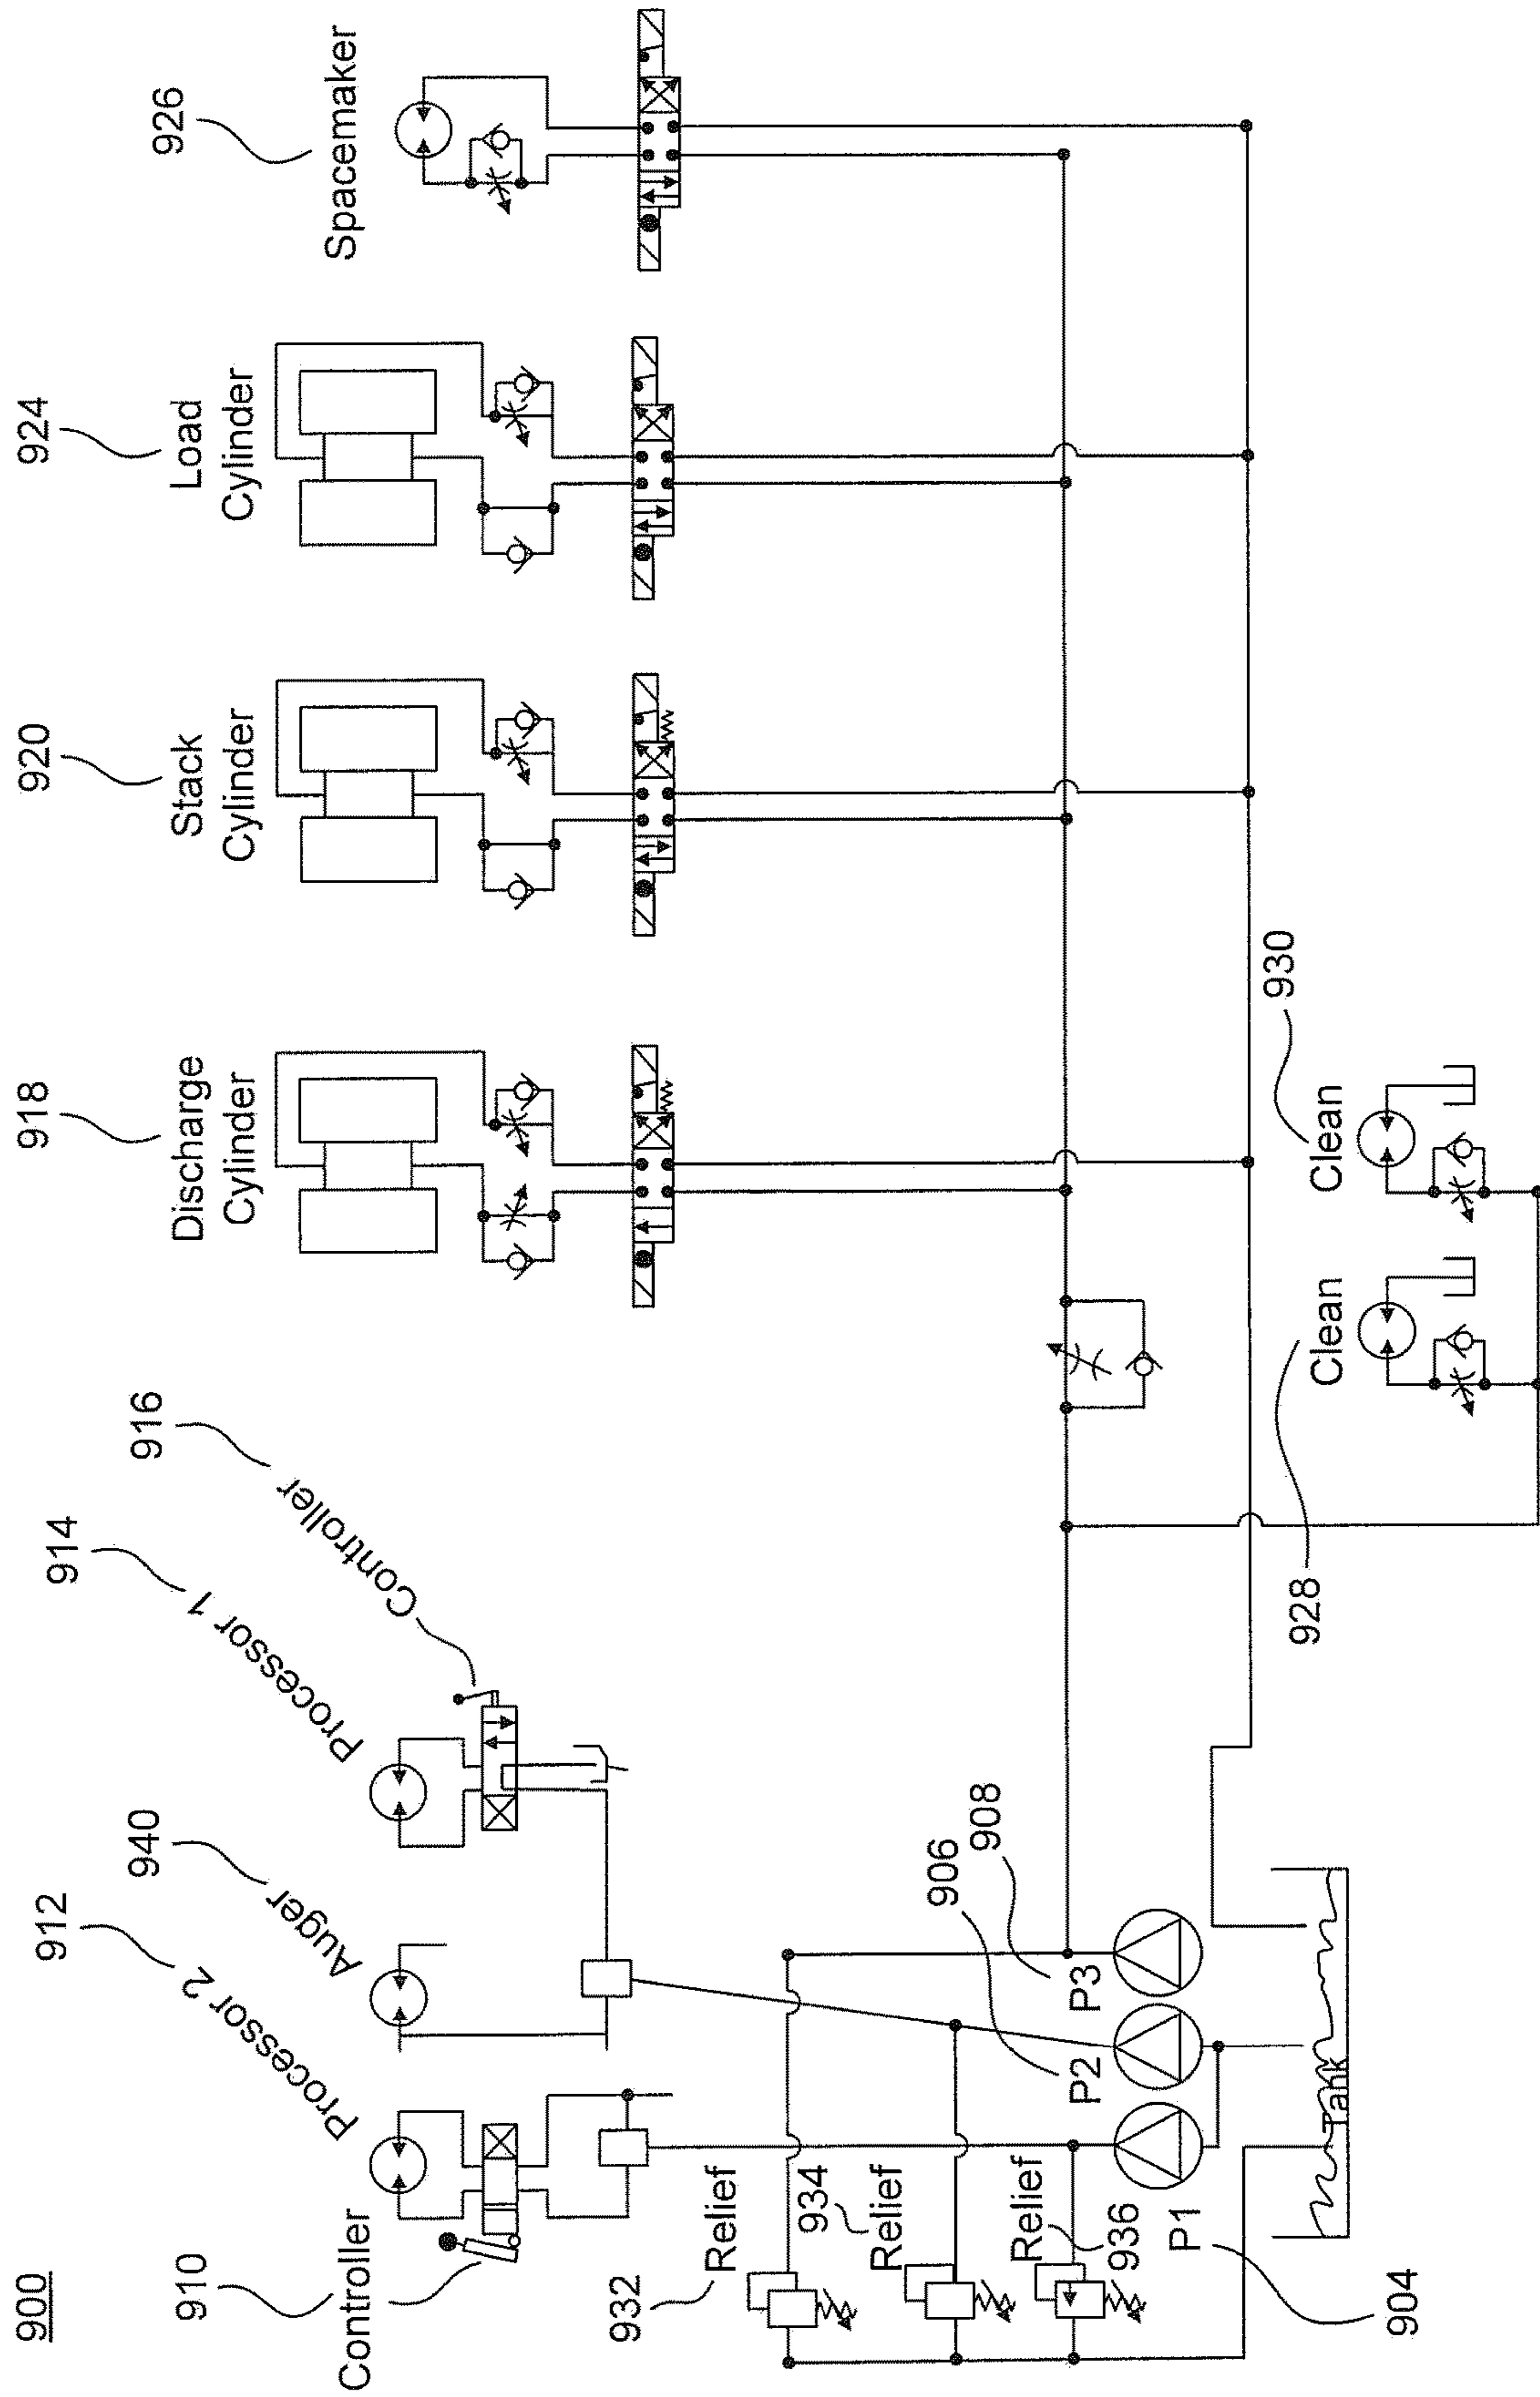 900
910
Controller
912
Processor 2
940
Auger
914
Processor 1
916
Controller
918
Discharge
Cylinder
920
Stack
Cylinder
924
Load
Cylinder
926
Spacemaker
932
Relief
934
Relief
936
Relief
904
P1
906
P2
908
P3
Tank
928
Clean
930
Clean